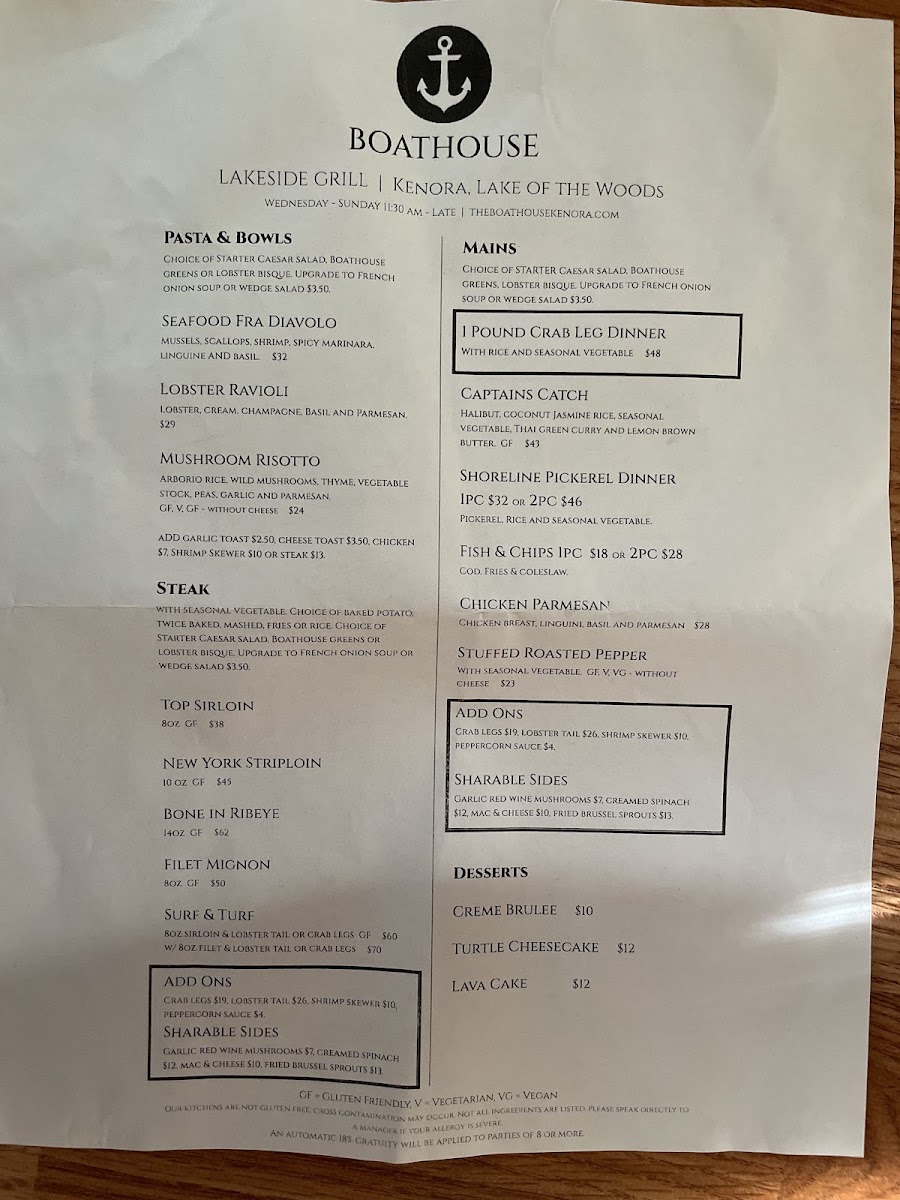 BOATHOUSE
LAKESIDE GRILL | KENORA, LAKE OF THE WOODS
WEDNESDAY - SUNDAY 11:30 AM - LATE | THEBOATHOUSEKENORA.COM
PASTA & BOWLS
CHOICE OF STARTER CAESAR SALAD, BOATHOUSE
GREENS OR LOBSTER BISQUE. UPGRADE TO FRENCH
ONION SOUP OR WEDGE SALAD $3.50.
SEAFOOD FRA DIAVOLO
MUSSELS, SCALLOPS, SHRIMP, SPICY MARINARA,
LINGUINE AND BASIL. $32
LOBSTER RAVIOLI
LOBSTER, CREAM, CHAMPAGNE, BASIL AND PARMESAN.
$29
MUSHROOM RISOTTO
ARBORIO RICE, WILD MUSHROOMS, THYME, VEGETABLE
STOCK, PEAS, GARLIC AND PARMESAN.
GF, V, GF - WITHOUT CHEESE $24
ADD GARLIC TOAST $2.50, CHEESE TOAST $3.50, CHICKEN
$7, SHRIMP SKEWER $10 OR STEAK $13.
STEAK
WITH SEASONAL VEGETABLE. CHOICE OF BAKED POTATO,
TWICE BAKED, MASHED, FRIES OR RICE. CHOICE OF
STARTER CAESAR SALAD, BOATHOUSE GREENS OR
LOBSTER BISQUE, UPGRADE TO FRENCH ONION SOUP OR
WEDGE SALAD $3.50.
TOP SIRLOIN
8OZ GF $38
NEW YORK STRIPLOIN
10 OZ GF $45
BONE IN RIBEYE
14OZ GF $62
FILET MIGNON
8OZ GF $50
SURF & TURF
8OZ SIRLOIN & LOBSTER TAIL OR CRAB LEGS GF $60
W/ 8OZ FILET & LOBSTER TAIL OR CRAB LEGS $70
ADD ONS
CRAB LEGS $19, LOBSTER TAIL $26, SHRIMP SKEWER $10,
PEPPERCORN SAUCE $4.
SHARABLE SIDES
GARLIC RED WINE MUSHROOMS $7, CREAMED SPINACH
$12, MAC & CHEESE $10, FRIED BRUSSEL SPROUTS $13.
MAINS
CHOICE OF STARTER CAESAR SALAD, BOATHOUSE
GREENS, LOBSTER BISQUE. UPGRADE TO FRENCH ONION
SOUP OR WEDGE SALAD $3.50.
1 POUND CRAB LEG DINNER
WITH RICE AND SEASONAL VEGETABLE $48
CAPTAINS CATCH
HALIBUT, COCONUT JASMINE RICE, SEASONAL
VEGETABLE, THAI GREEN CURRY AND LEMON BROWN
BUTTER. GF $43
SHORELINE PICKEREL DINNER
1PC $32 OR 2PC $46
PICKEREL, RICE AND SEASONAL VEGETABLE.
FISH & CHIPS 1PC $18 OR 2PC $28
COD, FRIES & COLESLAW.
CHICKEN PARMESAN
CHICKEN BREAST, LINGUINI, BASIL AND PARMESAN $28
STUFFED ROASTED PEPPER
WITH SEASONAL VEGETABLE. GF, V, VG - WITHOUT
CHEESE $23
ADD ONS
CRAB LEGS $19, LOBSTER TAIL $26, SHRIMP SKEWER $10,
PEPPERCORN SAUCE $4.
SHARABLE SIDES
GARLIC RED WINE MUSHROOMS $7, CREAMED SPINACH
$12, MAC & CHEESE $10, FRIED BRUSSEL SPROUTS $13.
DESSERTS
CREME BRULEE $10
TURTLE CHEESECAKE $12
LAVA CAKE $12
GF = GLUTEN FRIENDLY, V = VEGETARIAN, VG = VEGAN
OUR KITCHENS ARE NOT GLUTEN FREE, CROSS CONTAMINATION MAY OCCUR. NOT ALL INGREDIENTS ARE LISTED. PLEASE SPEAK DIRECTLY TO
A MANAGER IF YOUR ALLERGY IS SEVERE
AN AUTOMATIC 18% GRATUITY WILL BE APPLIED TO PARTIES OF 8 OR MORE.